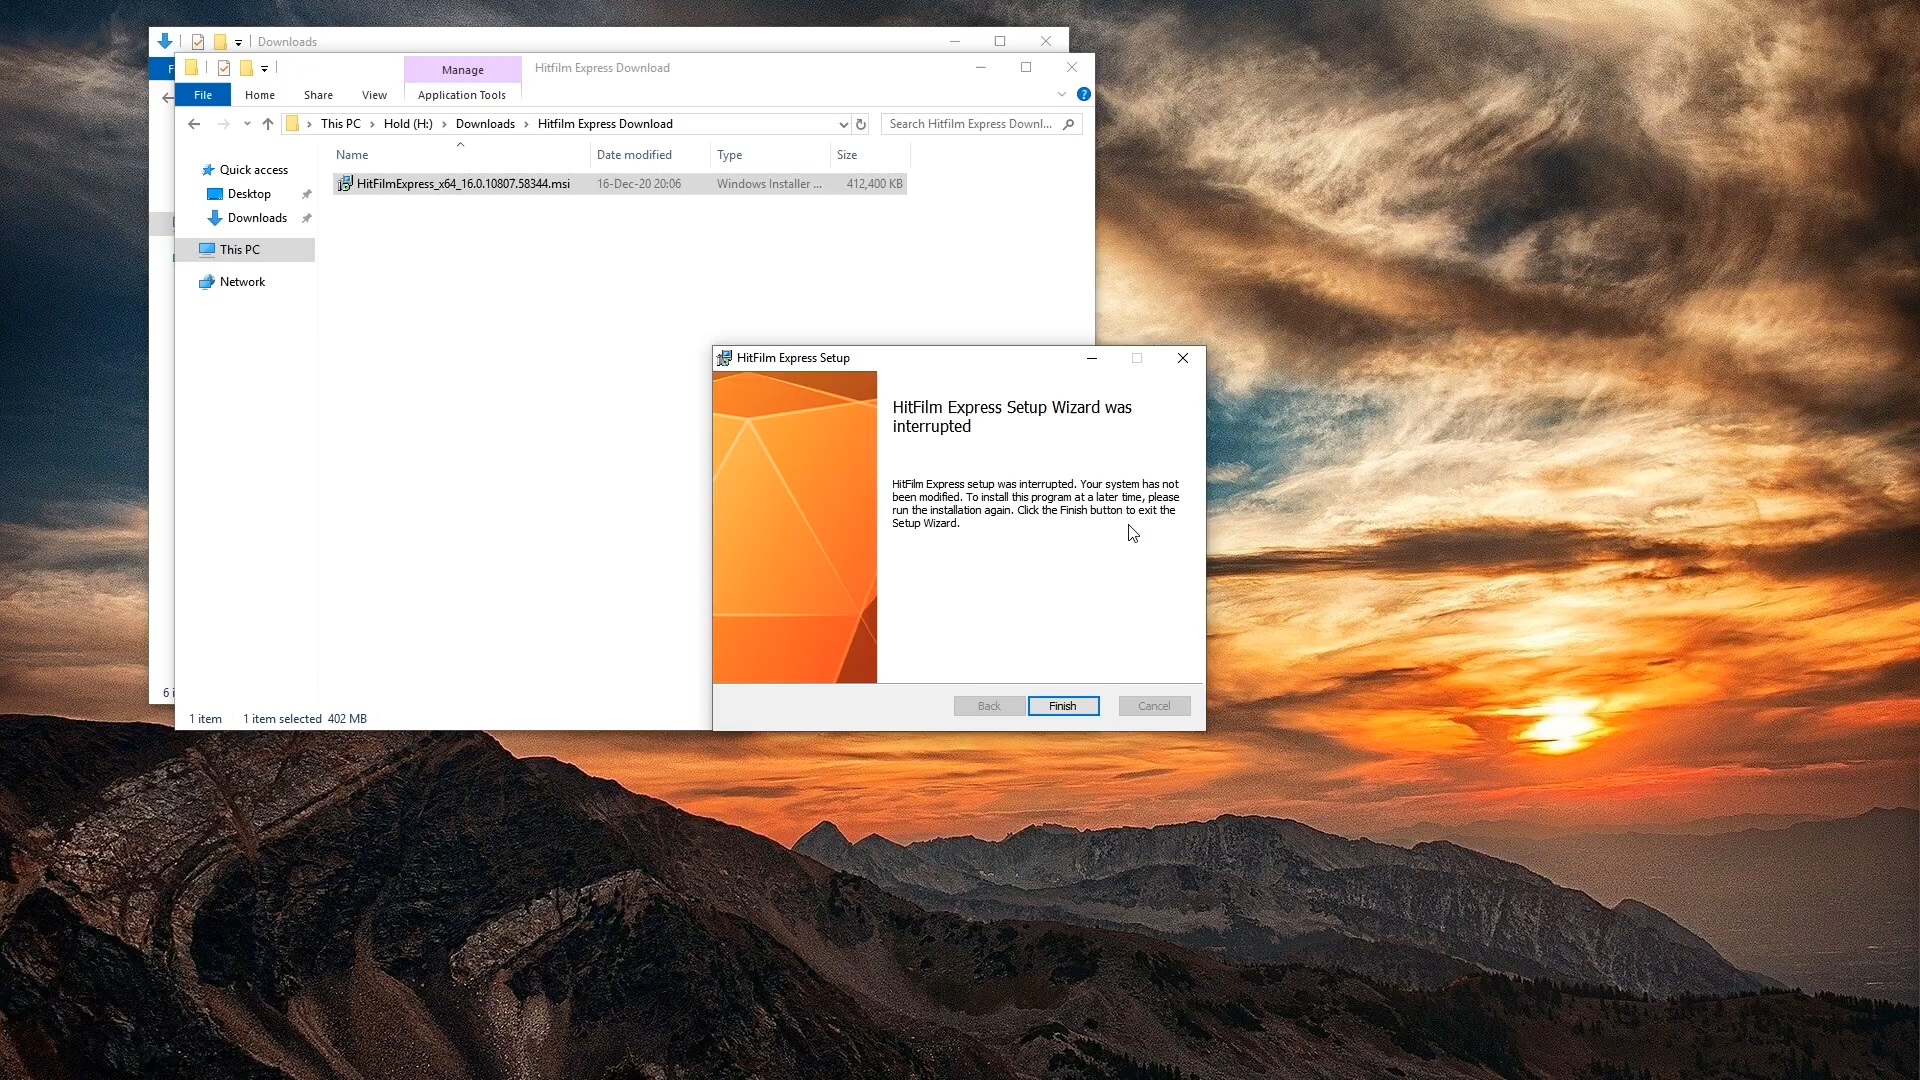 Downloads
F
Manage
Hitfilm Express Download
File
Home
Share
View
Application Tools
This PC
Hold (H:)
Downloads
Hitfilm Express Download
Search Hitfilm Express Downl...
Name
Date modified
Type
Size
Quick access
HitFilmExpress_x64_16.0.10807.58344.msi
16-Dec-20 20:06
Windows Installer ...
412,400 KB
Desktop
Downloads
This PC
Network
HitFilm Express Setup
HitFilm Express Setup Wizard was
interrupted
HitFilm Express setup was interrupted. Your system has not
been modified. To install this program at a later time, please
run the installation again. Click the Finish button to exit the
Setup Wizard.
Back
Finish
Cancel
6 i
1 item
1 item selected 402 MB